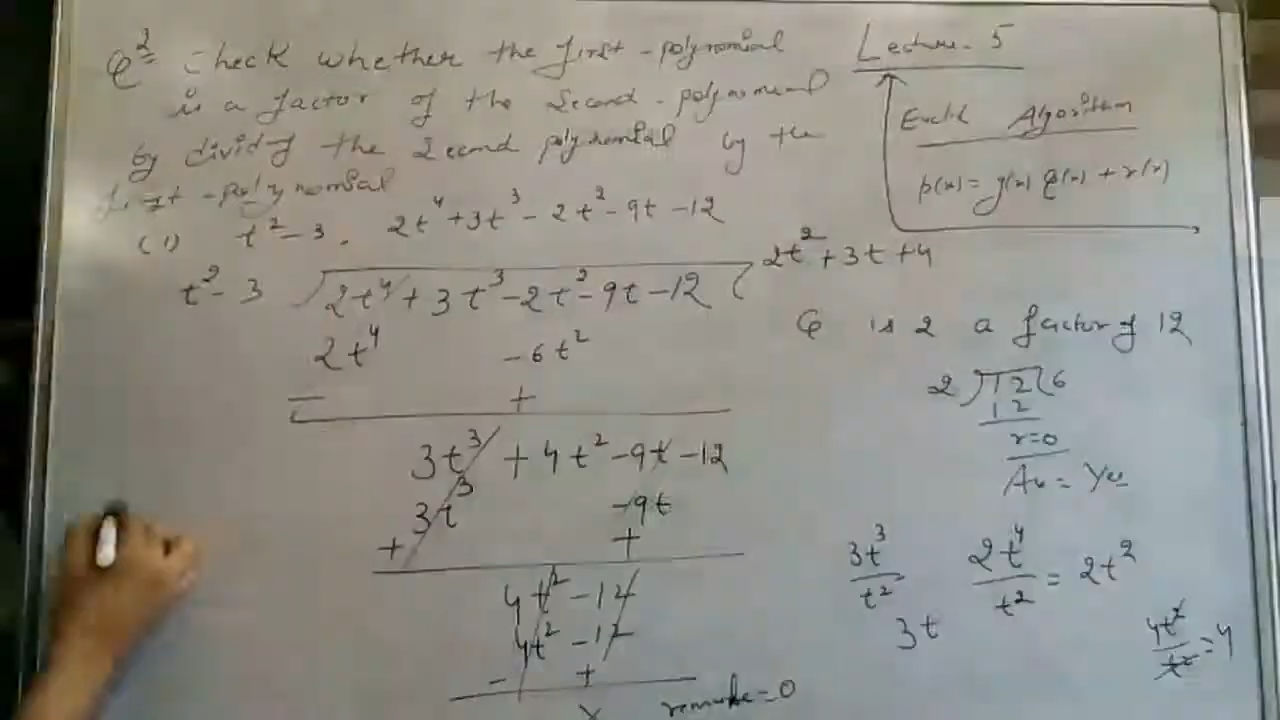 Q 2 Check whether the first polynomial
is a factor of the Second polynomial
by dividing the Second polynomial by the
first polynomial
(1) t² - 3, 2t⁴ + 3t³ - 2t² - 9t - 12
t² - 3 ) 2t⁴ + 3t³ - 2t² - 9t - 12 ( 2t² + 3t + 4
2t⁴ - 6t²
- +
3t³ + 4t² - 9t - 12
3t³ - 9t
+ +
4t² - 12
4t² - 12
- +
x remainder = 0
Lecture - 5
Euclid Algorithm
p(x) = g(x) q(x) + r(x)
Q is 2 a factor of 12
2 ) 12 ( 6
12
r = 0
Ans = Yes
3t³/t²
3t
2t⁴/t² = 2t²
4t²/t² = 4